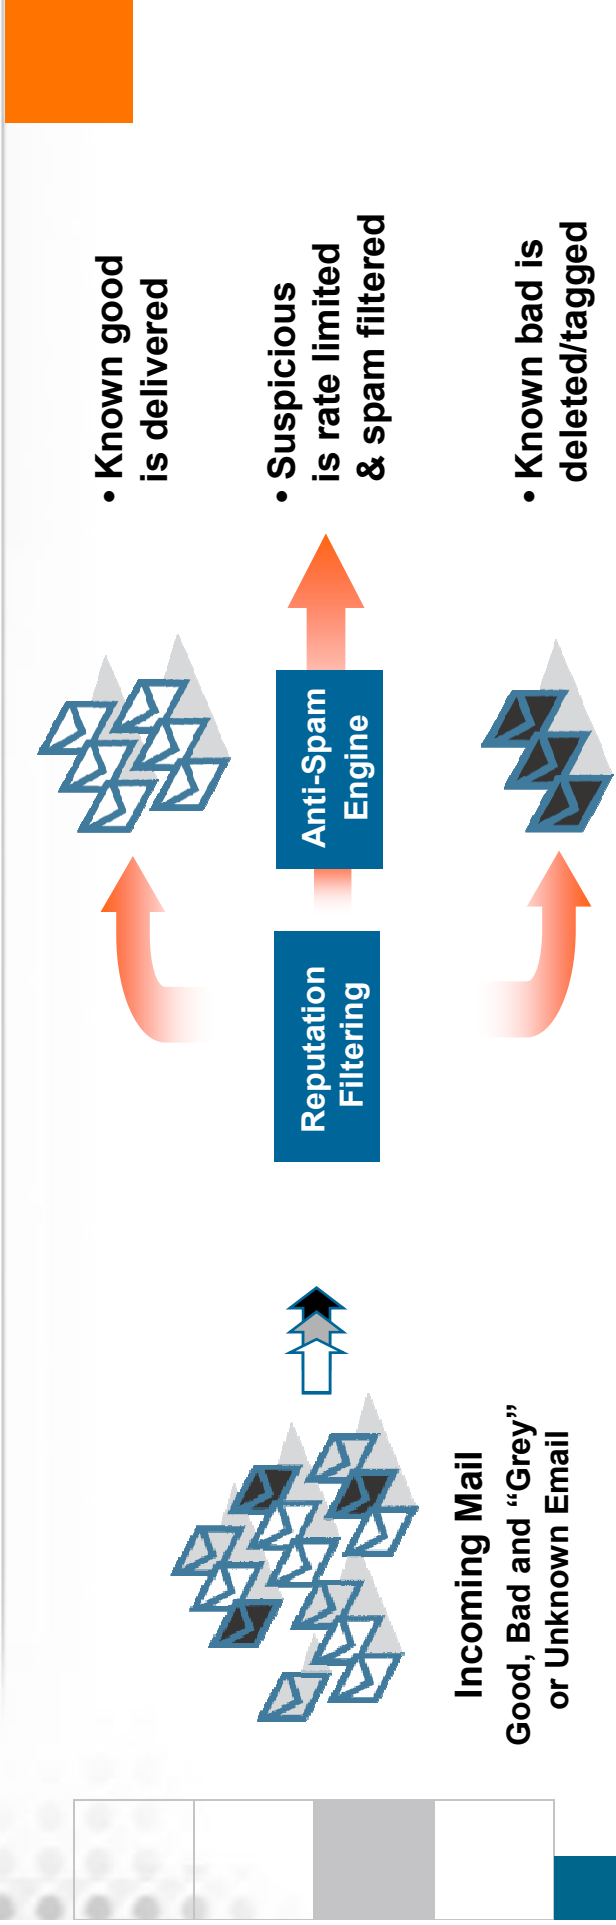 Incoming Mail
Good, Bad and “Grey”
or Unknown Email
Reputation
Filtering
Anti-Spam
Engine
• Known good
is delivered
• Suspicious
is rate limited
& spam filtered
• Known bad is
deleted/tagged